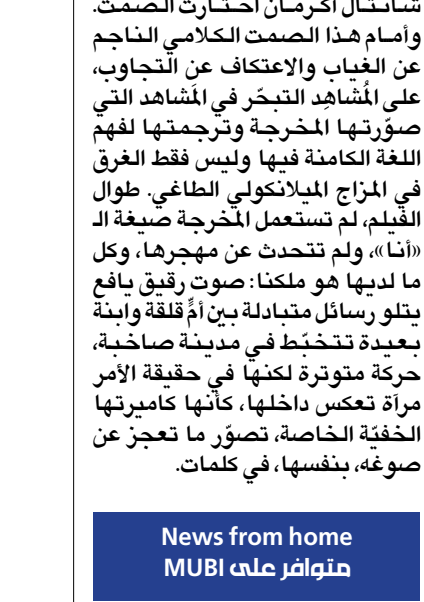 شانتال أكرمان اختارت الصمت.
وأمام هذا الصمت الكلامي الناجم
عن الغياب والاعتكاف عن التجاوب،
على المُشاهِد التبحّر في المَشاهد التي
صوّرتها المخرجة وترجمتها لفهم
اللغة الكامنة فيها وليس فقط الغرق
في المزاج الميلانكولي الطاغي. طوال
الفيلم، لم تستعمل المخرجة صيغة الـ
«أنا»، ولم تتحدث عن مهجرها، وكل
ما لديها هو ملكنا: صوت رقيق يافع
يتلو رسائل متبادلة بين أمٍّ قلقة وابنة
بعيدة تتخبّط في مدينة صاخبة،
حركة متوترة لكنها في حقيقة الأمر
مرآة تعكس داخلها، كأنها كاميرتها
الخفيّة الخاصة، تصوّر ما تعجز عن
صوغه، بنفسها، في كلمات.
News from home
متوافر على MUBI